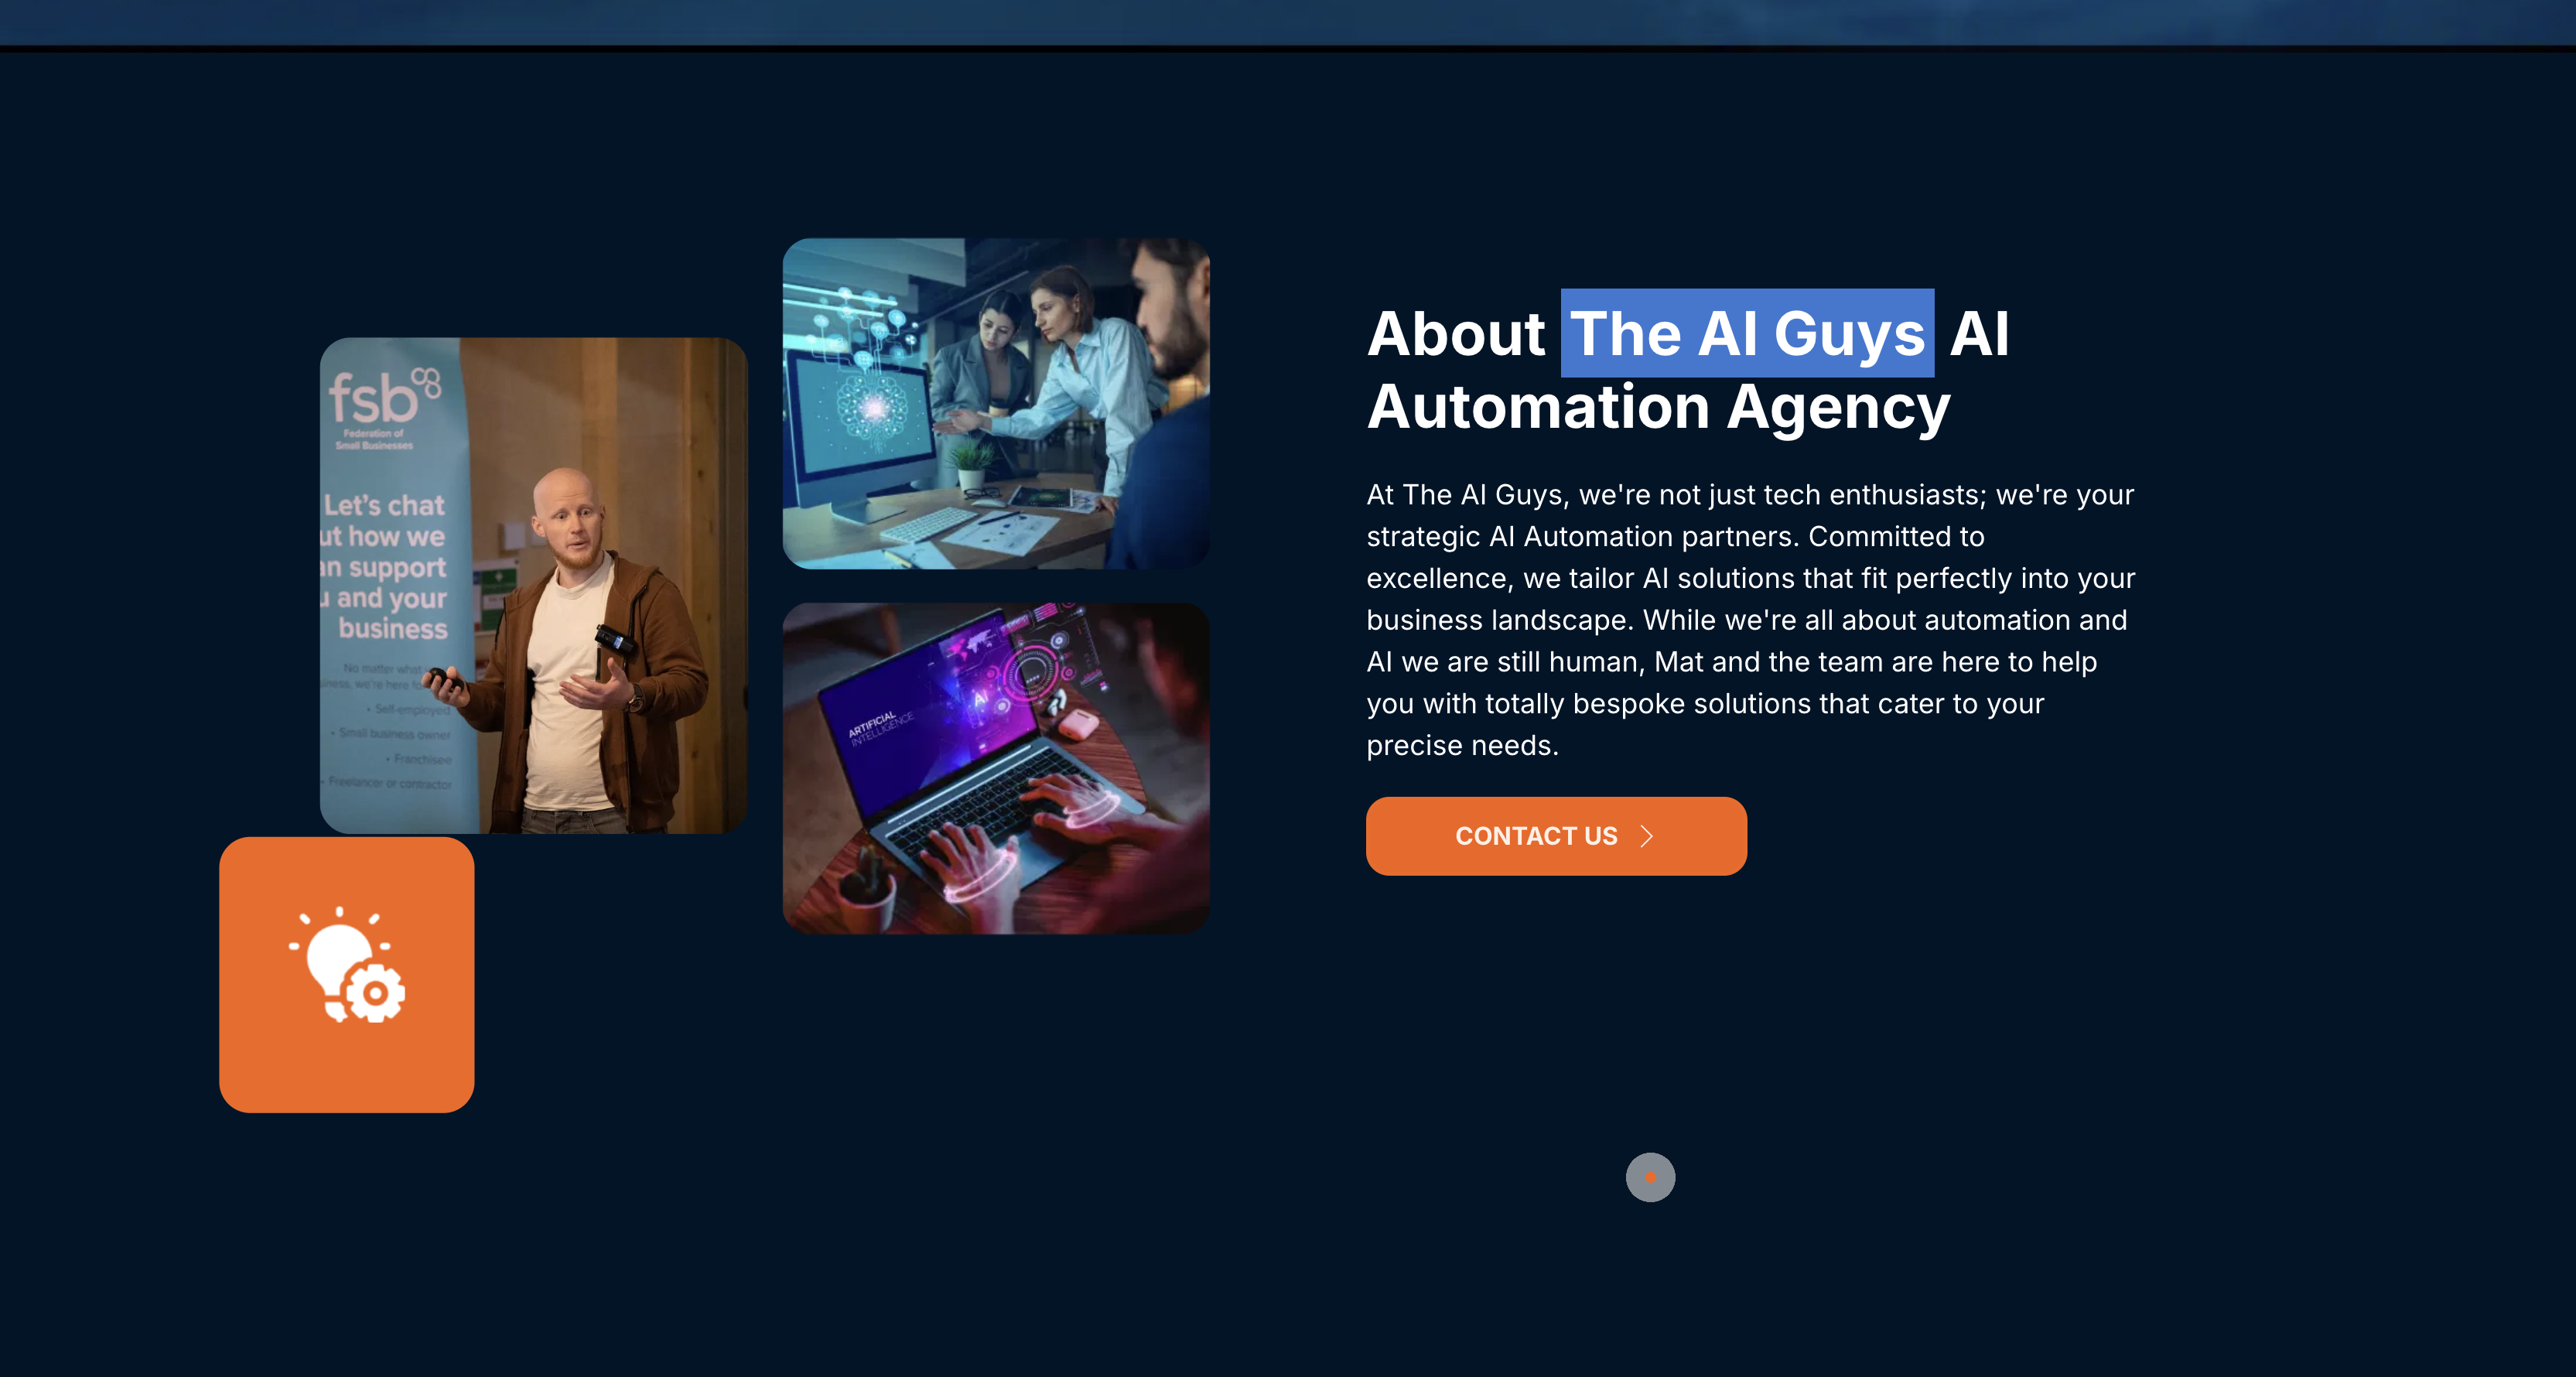 fsb
Federation of
Small Businesses
Let's chat
ut how we
an support
u and your
business
No matter what
siness, we're here fo
• Self-employed
• Small business owner
• Franchisee
• Freelancer or contractor
AI
ARTIFICIAL
INTELLIGENCE
About The AI Guys AI
Automation Agency
At The AI Guys, we're not just tech enthusiasts; we're your
strategic AI Automation partners. Committed to
excellence, we tailor AI solutions that fit perfectly into your
business landscape. While we're all about automation and
AI we are still human, Mat and the team are here to help
you with totally bespoke solutions that cater to your
precise needs.
CONTACT US